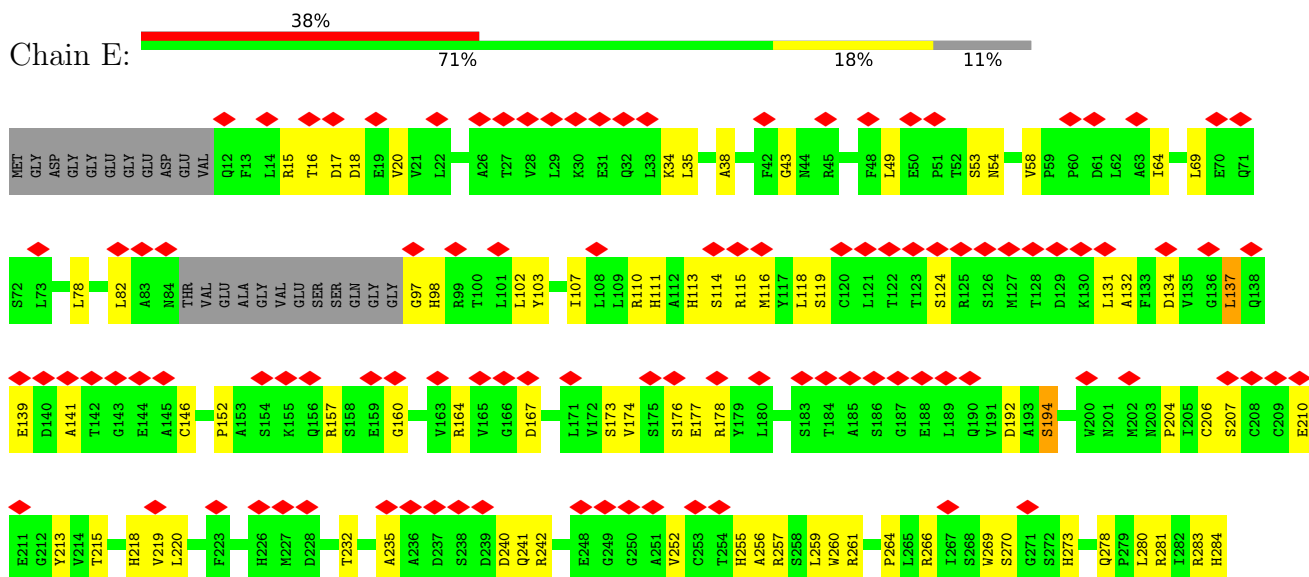 38%
Chain E:
71% 18% 11%
MET GLY ASP GLY GLY GLU GLY GLU ASP GLU VAL Q12 F13 L14 R15 T16 D17 D18 E19 V20 V21 L22 A26 T27 V28 L29 K30 E31 Q32 L33 K34 L35 A38 F42 G43 N44 R45 F48 L49 E50 P51 T52 S53 N54 V58 P59 P60 D61 L62 A63 I64 L69 E70 Q71
S72 L73 L78 L82 A83 N84 THR VAL GLU ALA GLY VAL GLU SER SER GLN GLY GLY G97 H98 R99 T100 L101 L102 Y103 I107 L108 L109 R110 H111 A112 H113 S114 R115 M116 Y117 L118 S119 C120 L121 T122 T123 S124 R125 S126 M127 T128 D129 K130 L131 A132 F133 D134 V135 G136 L137 Q138
E139 D140 A141 T142 G143 E144 A145 C146 P152 A153 S154 K155 Q156 R157 S158 E159 G160 V163 R164 V165 G166 D167 L171 V172 S173 V174 S175 S176 E177 R178 Y179 L180 S183 T184 A185 S186 G187 E188 L189 Q190 V191 D192 A193 S194 W200 N201 M202 N203 P204 I205 C206 S207 C208 C209 E210
E211 G212 Y213 V214 T215 H218 V219 L220 F223 H226 M227 D228 T232 A235 A236 D237 S238 D239 D240 Q241 R242 E248 G249 G250 A251 V252 C253 T254 H255 A256 R257 S258 L259 W260 R261 P264 L265 R266 I267 S268 W269 S270 G271 S272 H273 Q278 P279 L280 R281 I282 R283 H284